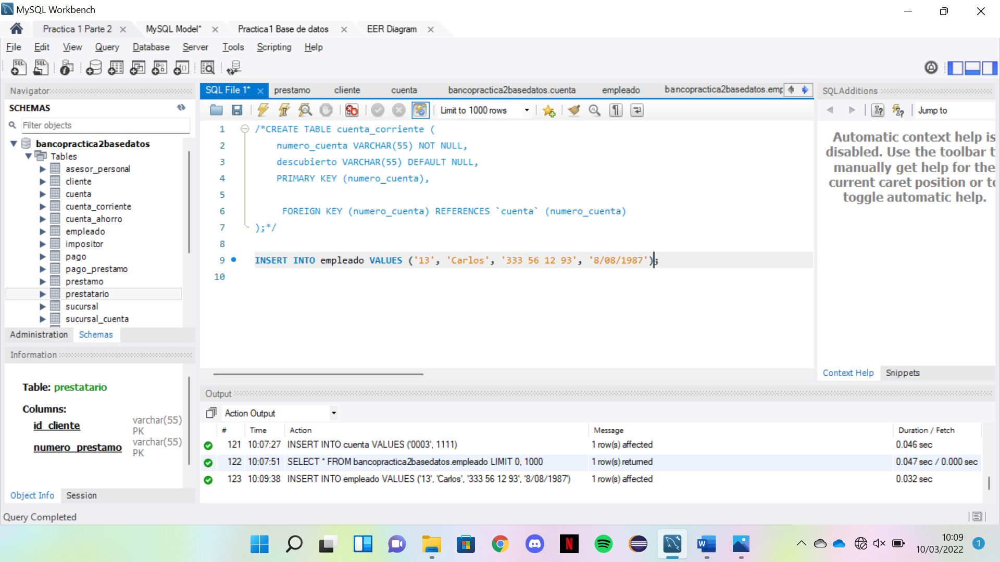 MySQL Workbench
Practica 1 Parte 2
MySQL Model*
Practica1 Base de datos
EER Diagram
File Edit View Query Database Server Tools Scripting Help
Navigator
SCHEMAS
Filter objects
bancopractica2basedatos
Tables
asesor_personal
cliente
cuenta
cuenta_corriente
cuenta_ahorro
empleado
impositor
pago
pago_prestamo
prestamo
prestatario
sucursal
sucursal_cuenta
Administration Schemas
Information
Table: prestatario
Columns:
id_cliente varchar(55) PK
numero_prestamo varchar(55) PK
Object Info Session
Query Completed
SQL File 1* prestamo cliente cuenta bancopractica2basedatos.cuenta empleado bancopractica2basedatos.emp
Limit to 1000 rows
1 /*CREATE TABLE cuenta_corriente (
2 numero_cuenta VARCHAR(55) NOT NULL,
3 descubierto VARCHAR(55) DEFAULT NULL,
4 PRIMARY KEY (numero_cuenta),
5
6 FOREIGN KEY (numero_cuenta) REFERENCES `cuenta` (numero_cuenta)
7 );*/
8
9 INSERT INTO empleado VALUES ('13', 'Carlos', '333 56 12 93', '8/08/1987');
10
SQLAdditions
Jump to
Automatic context help is
disabled. Use the toolbar t
manually get help for the
current caret position or to
toggle automatic help.
Context Help Snippets
Output
Action Output
# Time Action Message Duration / Fetch
121 10:07:27 INSERT INTO cuenta VALUES ('0003', 1111) 1 row(s) affected 0.046 sec
122 10:07:51 SELECT * FROM bancopractica2basedatos.empleado LIMIT 0, 1000 1 row(s) returned 0.047 sec / 0.000 sec
123 10:09:38 INSERT INTO empleado VALUES ('13', 'Carlos', '333 56 12 93', '8/08/1987') 1 row(s) affected 0.032 sec
10:09
10/03/2022
1